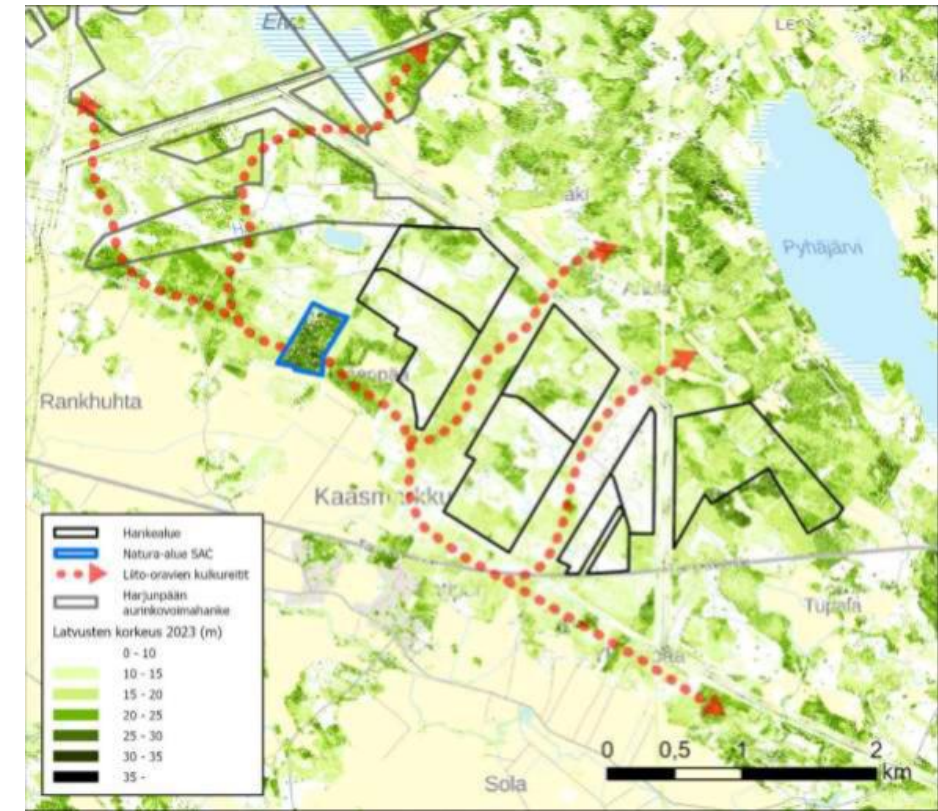 Pyhäjärvi
Rankhuhta
Tupala
Sola
Hankealue
Natura-alue SAC
Liito-oravien kulkureitit
Harjunpään
aurinkovoimahanke
Latvusten korkeus 2023 (m)
0 - 10
10 - 15
15 - 20
20 - 25
25 - 30
30 - 35
35 -
0 0,5 1 2
km